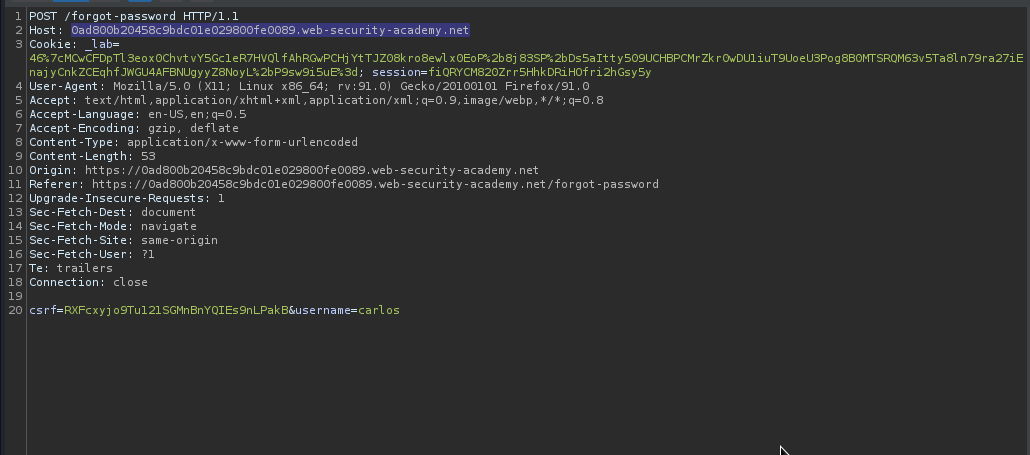 1 POST /forgot-password HTTP/1.1
2 Host: 0ad800b20458c9bdc01e029800fe0089.web-security-academy.net
3 Cookie: _lab=
46%7cMCwCFDpTl3eox0ChvtvY5Gc1eR7HVQlfAhRGwPCHjYtTJZ08kro8ewlx0EoP%2b8j83SP%2bDs5aItty509UCHBPCMrZkr0wDU1iuT9UoeU3Pog8B0MTSRQM63v5Ta8ln79ra27iE
najyCnkZCEqhfJWGU4AFBNUgyyZ8NoyL%2bP9sw9i5uE%3d; session=fiQRYCM820Zrr5HhkDRiHOfri2hGsy5y
4 User-Agent: Mozilla/5.0 (X11; Linux x86_64; rv:91.0) Gecko/20100101 Firefox/91.0
5 Accept: text/html,application/xhtml+xml,application/xml;q=0.9,image/webp,*/*;q=0.8
6 Accept-Language: en-US,en;q=0.5
7 Accept-Encoding: gzip, deflate
8 Content-Type: application/x-www-form-urlencoded
9 Content-Length: 53
10 Origin: https://0ad800b20458c9bdc01e029800fe0089.web-security-academy.net
11 Referer: https://0ad800b20458c9bdc01e029800fe0089.web-security-academy.net/forgot-password
12 Upgrade-Insecure-Requests: 1
13 Sec-Fetch-Dest: document
14 Sec-Fetch-Mode: navigate
15 Sec-Fetch-Site: same-origin
16 Sec-Fetch-User: ?1
17 Te: trailers
18 Connection: close
19
20 csrf=RXFcxyjo9Tu121SGMnBnYQIEs9nLPakB&username=carlos